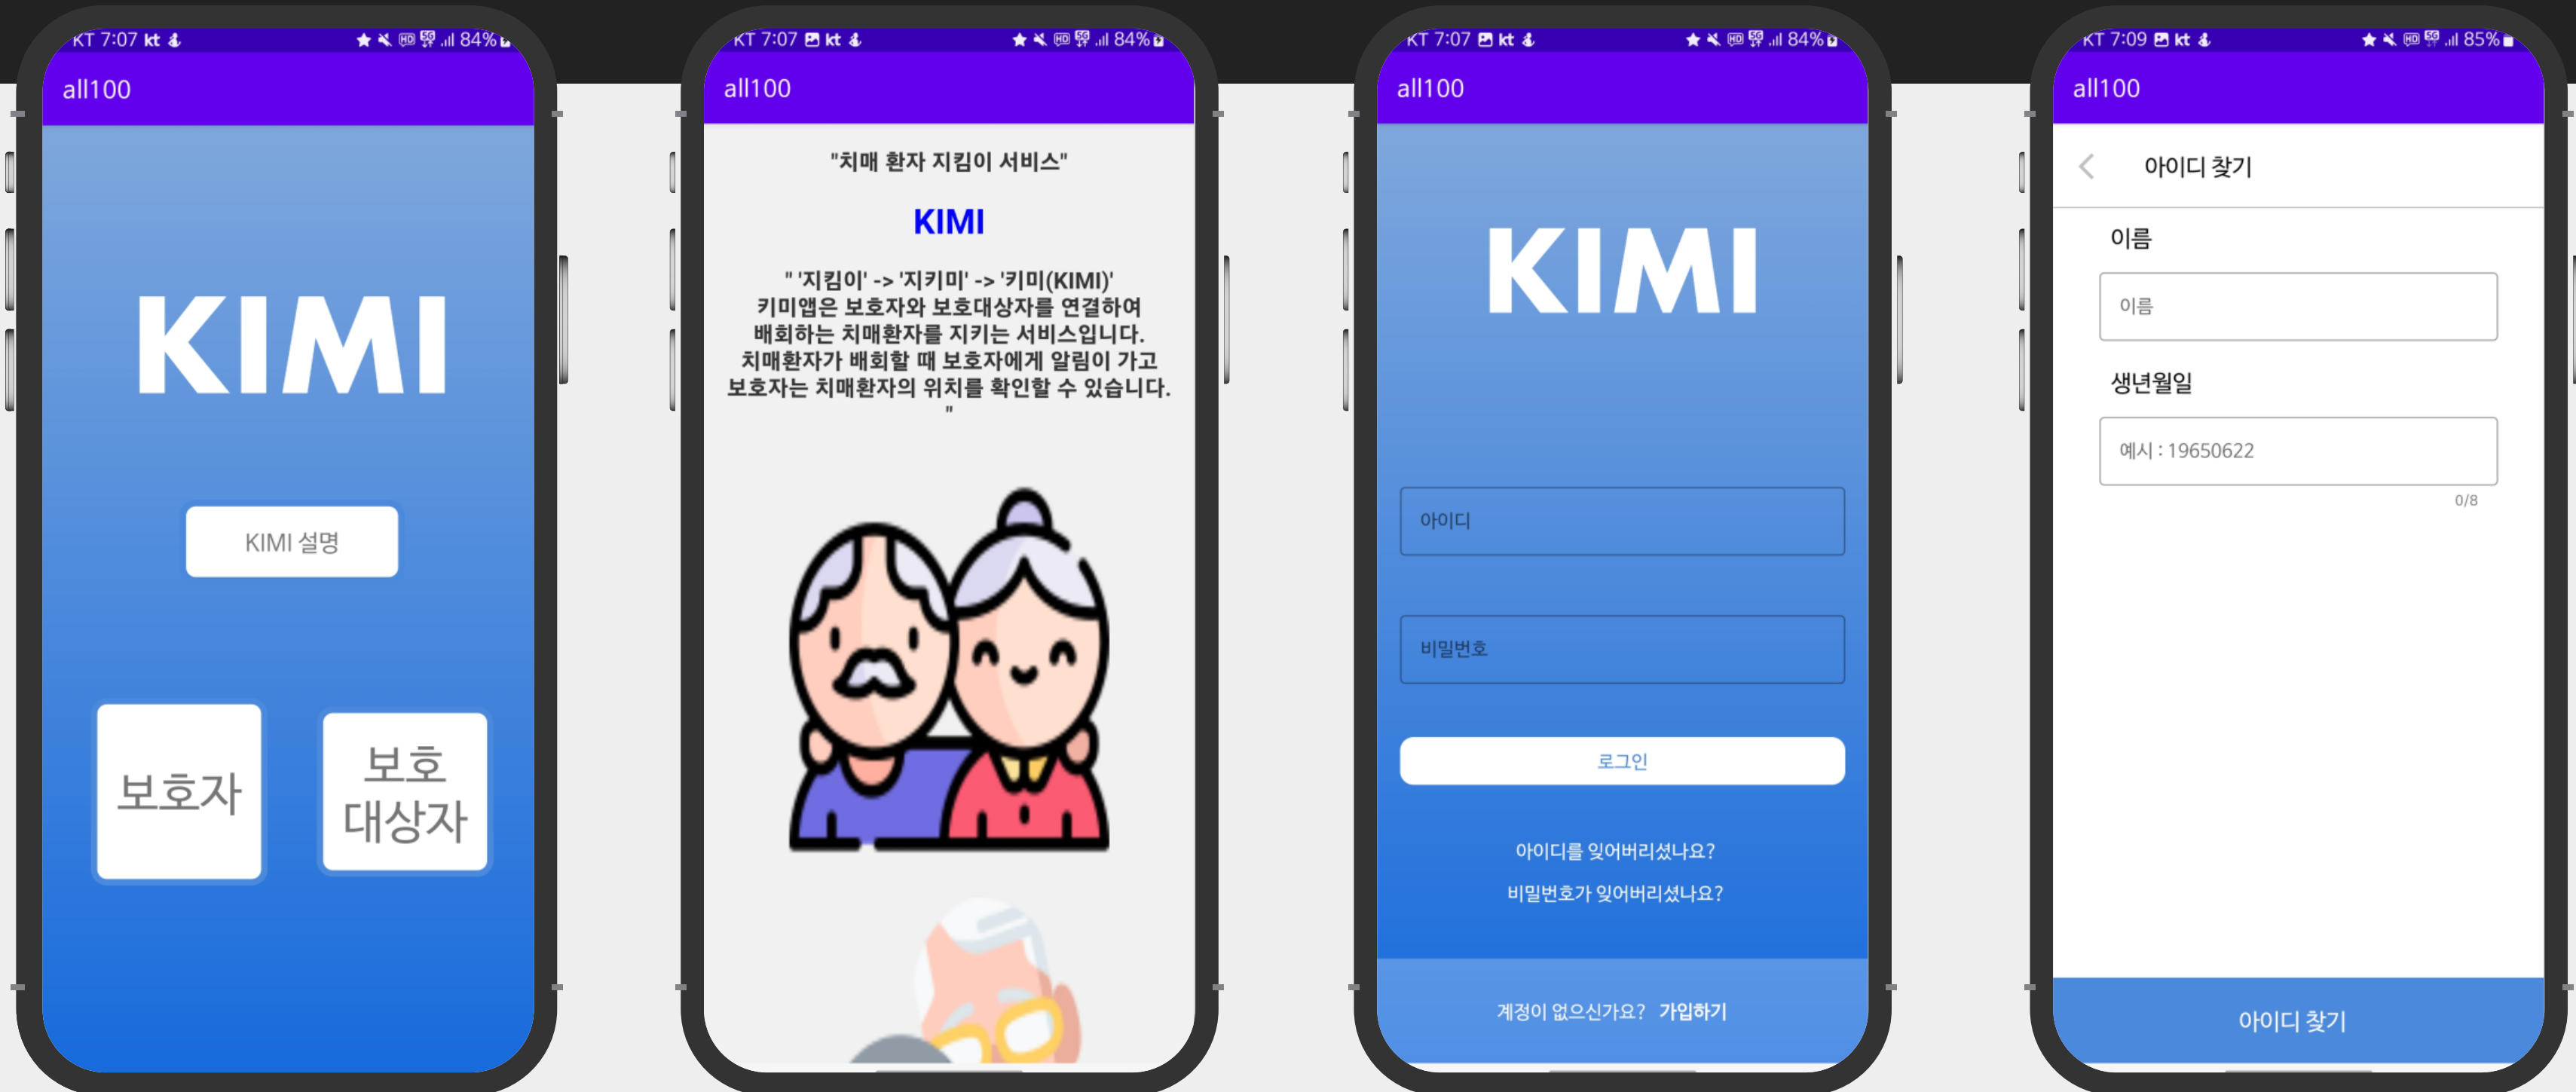 KT 7:07 kt HD 5G 84%
all100
KIMI
KIMI 설명
보호자
보호
대상자
KT 7:07 kt HD 5G 84%
all100
"치매 환자 지킴이 서비스"
KIMI
" '지킴이' -> '지키미' -> '키미(KIMI)'
키미앱은 보호자와 보호대상자를 연결하여
배회하는 치매환자를 지키는 서비스입니다.
치매환자가 배회할 때 보호자에게 알림이 가고
보호자는 치매환자의 위치를 확인할 수 있습니다.
"
KT 7:07 kt HD 5G 84%
all100
KIMI
아이디
비밀번호
로그인
아이디를 잊어버리셨나요?
비밀번호가 잊어버리셨나요?
계정이 없으신가요? 가입하기
KT 7:09 kt HD 5G 85%
all100
아이디 찾기
이름
이름
생년월일
예시 : 19650622
0/8
아이디 찾기